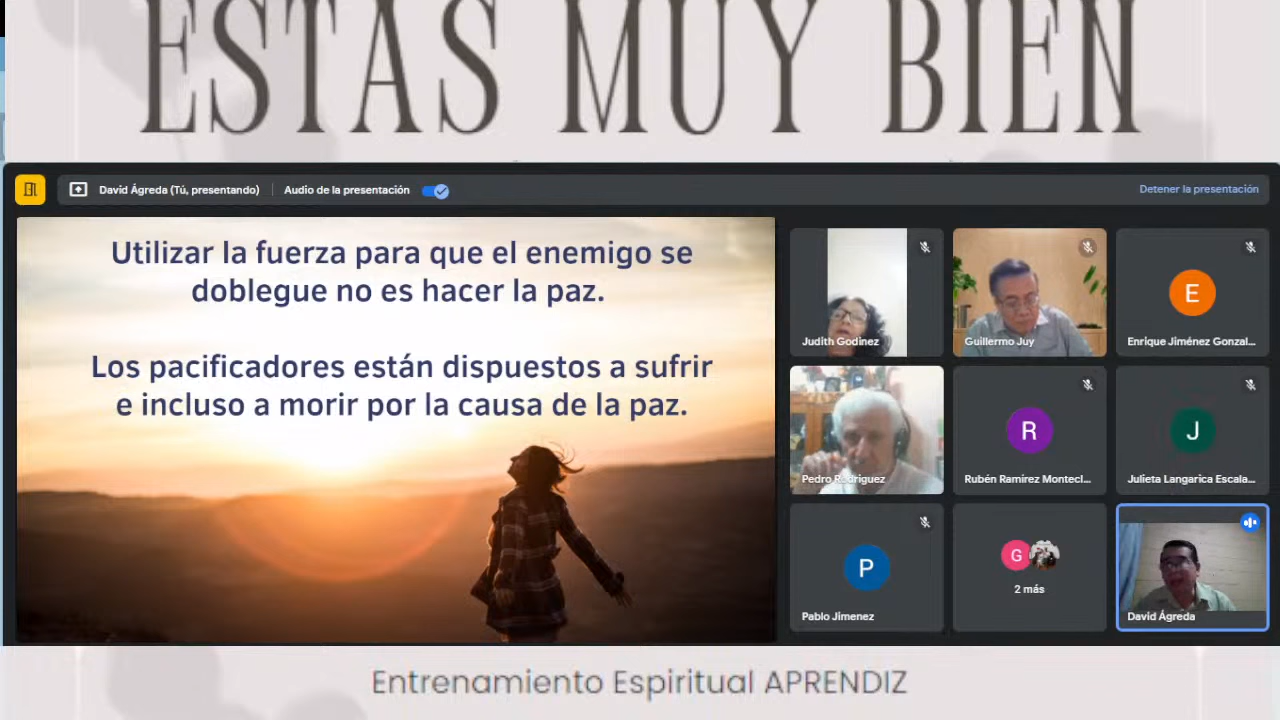 ESTAS MUY BIEN
David Ágreda (Tú, presentando)
Audio de la presentación
Detener la presentación
Utilizar la fuerza para que el enemigo se
doblegue no es hacer la paz.
Los pacificadores están dispuestos a sufrir
e incluso a morir por la causa de la paz.
Judith Godinez
Guillermo Juy
E
Enrique Jiménez Gonzal...
Pedro Rodriguez
R
Rubén Ramírez Montecl...
J
Julieta Langarica Escala...
P
Pablo Jimenez
G
2 más
David Ágreda
Entrenamiento Espiritual APRENDIZ